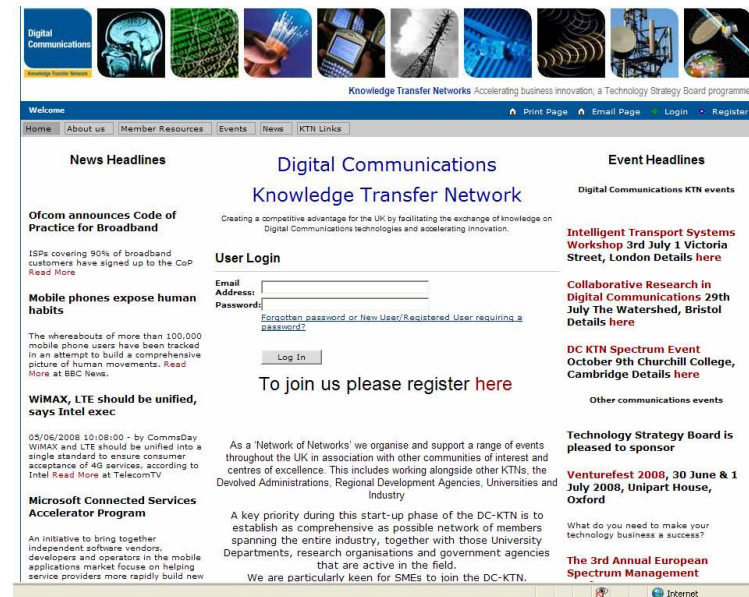 Digital
Communications
Knowledge Transfer Network
Knowledge Transfer Networks Accelerating business innovation; a Technology Strategy Board programme
Welcome
Print Page Email Page Login Register
Home About us Member Resources Events News KTN Links
News Headlines
Ofcom announces Code of
Practice for Broadband
ISPs covering 90% of broadband
customers have signed up to the CoP
Read More
Mobile phones expose human
habits
The whereabouts of more than 100,000
mobile phone users have been tracked
in an attempt to build a comprehensive
picture of human movements. Read
More at BBC News.
WiMAX, LTE should be unified,
says Intel exec
05/06/2008 10:08:00 - by CommsDay
WiMAX and LTE should be unified into a
single standard to ensure consumer
acceptance of 4G services, according to
Intel Read More at TelecomTV
Microsoft Connected Services
Accelerator Program
An initiative to bring together
independent software vendors,
developers and operators in the mobile
applications market focus on helping
service providers more rapidly build new
Digital Communications
Knowledge Transfer Network
Creating a competitive advantage for the UK by facilitating the exchange of knowledge on
Digital Communications technologies and accelerating innovation.
User Login
Email
Address:
Password:
Forgotten password or New User/Registered User requiring a
password?
Log In
To join us please register here
As a 'Network of Networks' we organise and support a range of events
throughout the UK in association with other communities of interest and
centres of excellence. This includes working alongside other KTNs, the
Devolved Administrations, Regional Development Agencies, Universities and
Industry
A key priority during this start-up phase of the DC-KTN is to
establish as comprehensive as possible network of members
spanning the entire industry, together with those University
Departments, research organisations and government agencies
that are active in the field.
We are particularly keen for SMEs to join the DC-KTN.
Event Headlines
Digital Communications KTN events
Intelligent Transport Systems
Workshop 3rd July 1 Victoria
Street, London Details here
Collaborative Research in
Digital Communications 29th
July The Watershed, Bristol
Details here
DC KTN Spectrum Event
October 9th Churchill College,
Cambridge Details here
Other communications events
Technology Strategy Board is
pleased to sponsor
Venturefest 2008, 30 June & 1
July 2008, Unipart House,
Oxford
What do you need to make your
technology business a success?
The 3rd Annual European
Spectrum Management
Internet